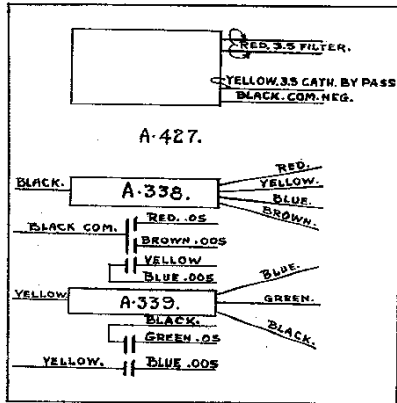 RED. 3.5 FILTER.
YELLOW. 3.5 CATH. BY PASS
BLACK. COM. NEG.
A-427.
BLACK.
A-338.
RED.
YELLOW.
BLUE.
BROWN.
BLACK COM.
RED. .05
BROWN .005
YELLOW
BLUE .005
YELLOW
A-339.
BLUE.
GREEN.
BLACK.
BLACK.
GREEN .05
YELLOW.
BLUE .005